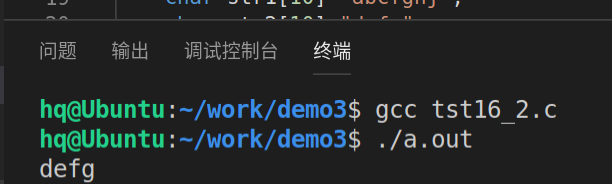 问题 输出 调试控制台 终端
hq@Ubuntu:~/work/demo3$ gcc tst16_2.c
hq@Ubuntu:~/work/demo3$ ./a.out
defg